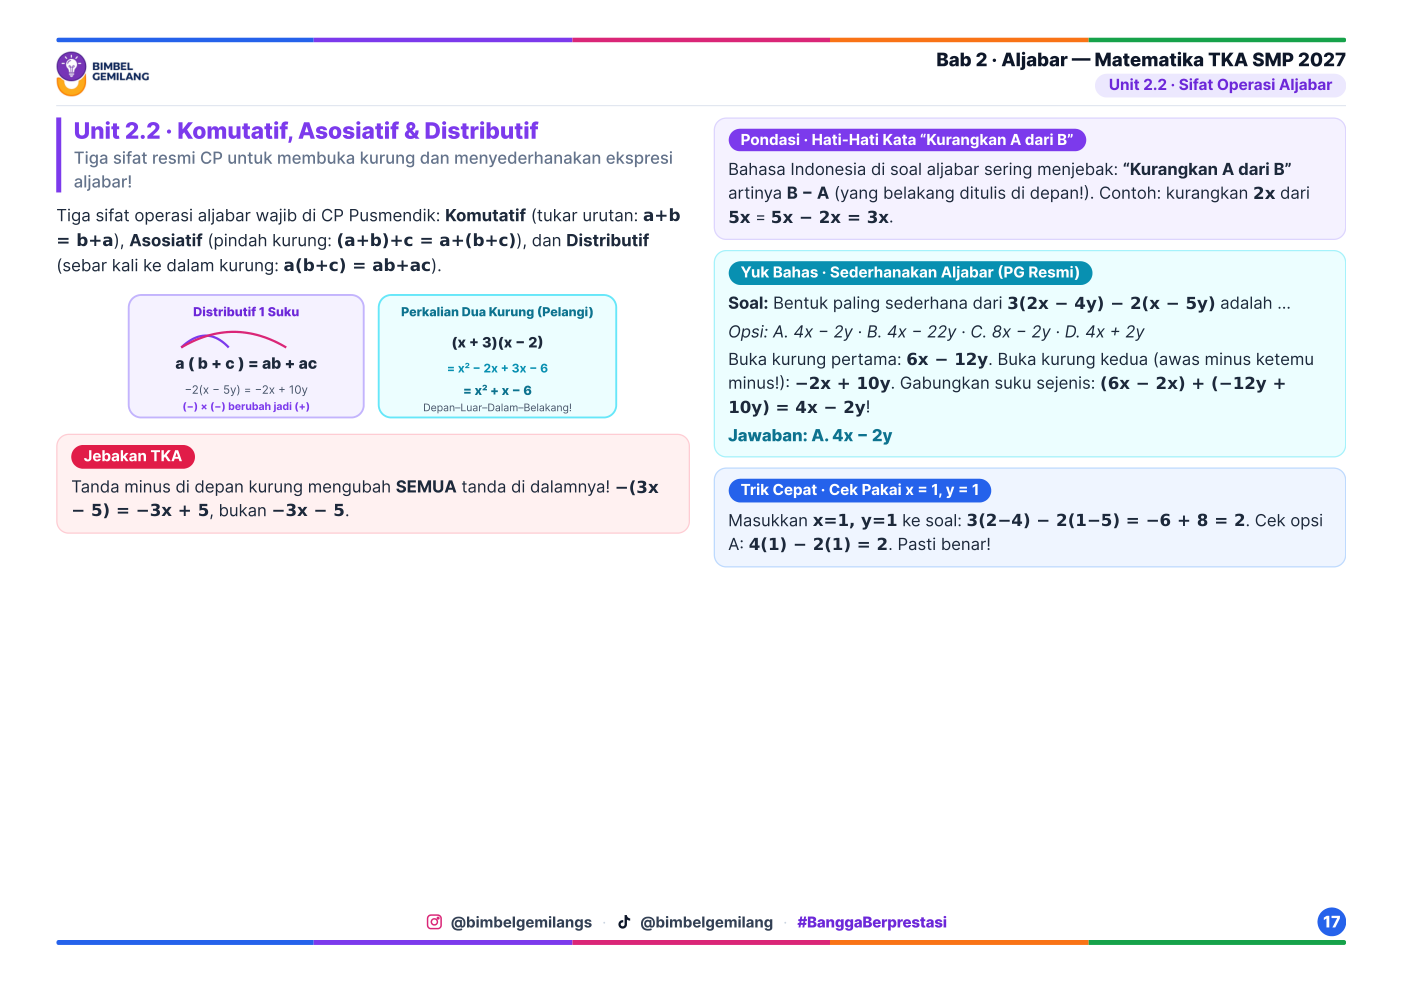 BIMBEL
GEMILANG
Bab 2 · Aljabar — Matematika TKA SMP 2027
Unit 2.2 · Sifat Operasi Aljabar
Unit 2.2 · Komutatif, Asosiatif & Distributif
Tiga sifat resmi CP untuk membuka kurung dan menyederhanakan ekspresi
aljabar!
Tiga sifat operasi aljabar wajib di CP Pusmendik: Komutatif (tukar urutan: a+b
= b+a), Asosiatif (pindah kurung: (a+b)+c = a+(b+c)), dan Distributif
(sebar kali ke dalam kurung: a(b+c) = ab+ac).
Distributif 1 Suku
a ( b + c ) = ab + ac
−2(x − 5y) = −2x + 10y
(−) × (−) berubah jadi (+)
Perkalian Dua Kurung (Pelangi)
(x + 3)(x − 2)
= x² − 2x + 3x − 6
= x² + x − 6
Depan–Luar–Dalam–Belakang!
Jebakan TKA
Tanda minus di depan kurung mengubah SEMUA tanda di dalamnya! −(3x
− 5) = −3x + 5, bukan −3x − 5.
Pondasi · Hati-Hati Kata “Kurangkan A dari B”
Bahasa Indonesia di soal aljabar sering menjebak: “Kurangkan A dari B”
artinya B − A (yang belakang ditulis di depan!). Contoh: kurangkan 2x dari
5x = 5x − 2x = 3x.
Yuk Bahas · Sederhanakan Aljabar (PG Resmi)
Soal: Bentuk paling sederhana dari 3(2x − 4y) − 2(x − 5y) adalah ...
Opsi: A. 4x − 2y · B. 4x − 22y · C. 8x − 2y · D. 4x + 2y
Buka kurung pertama: 6x − 12y. Buka kurung kedua (awas minus ketemu
minus!): −2x + 10y. Gabungkan suku sejenis: (6x − 2x) + (−12y +
10y) = 4x − 2y!
Jawaban: A. 4x − 2y
Trik Cepat · Cek Pakai x = 1, y = 1
Masukkan x=1, y=1 ke soal: 3(2−4) − 2(1−5) = −6 + 8 = 2. Cek opsi
A: 4(1) − 2(1) = 2. Pasti benar!
@bimbelgemilangs · @bimbelgemilang · #BanggaBerprestasi
17